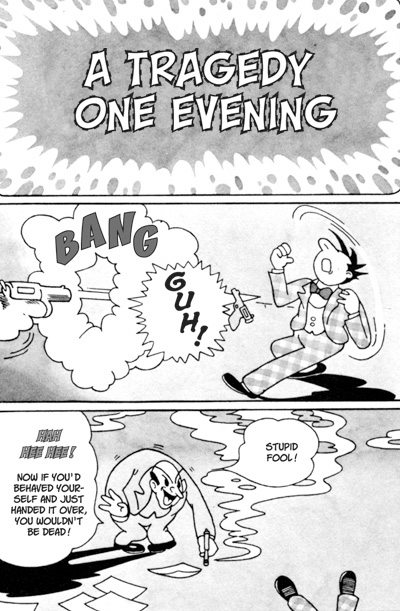 A TRAGEDY
ONE EVENING
BANG
GUH!
HAH
HEE HEE!
NOW IF YOU'D
BEHAVED YOUR-
SELF AND JUST
HANDED IT OVER,
YOU WOULDN'T
BE DEAD!
STUPID
FOOL!